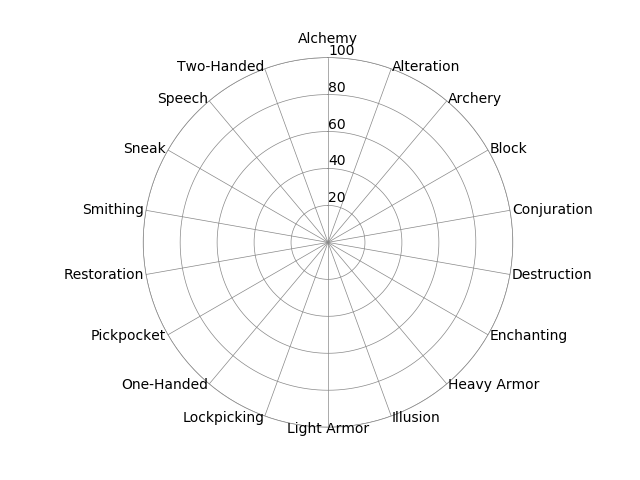 Alchemy
100
Two-Handed
Alteration
80
Speech
Archery
60
Sneak
Block
40
20
Smithing
Conjuration
Restoration
Destruction
Pickpocket
Enchanting
One-Handed
Heavy Armor
Lockpicking
Illusion
Light Armor